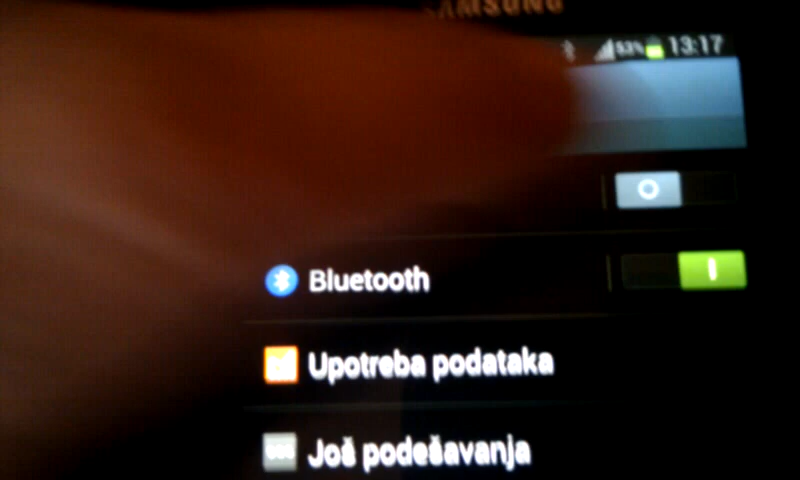 SAMSUNG
53% 13:17
Bluetooth
Upotreba podataka
Još podešavanja